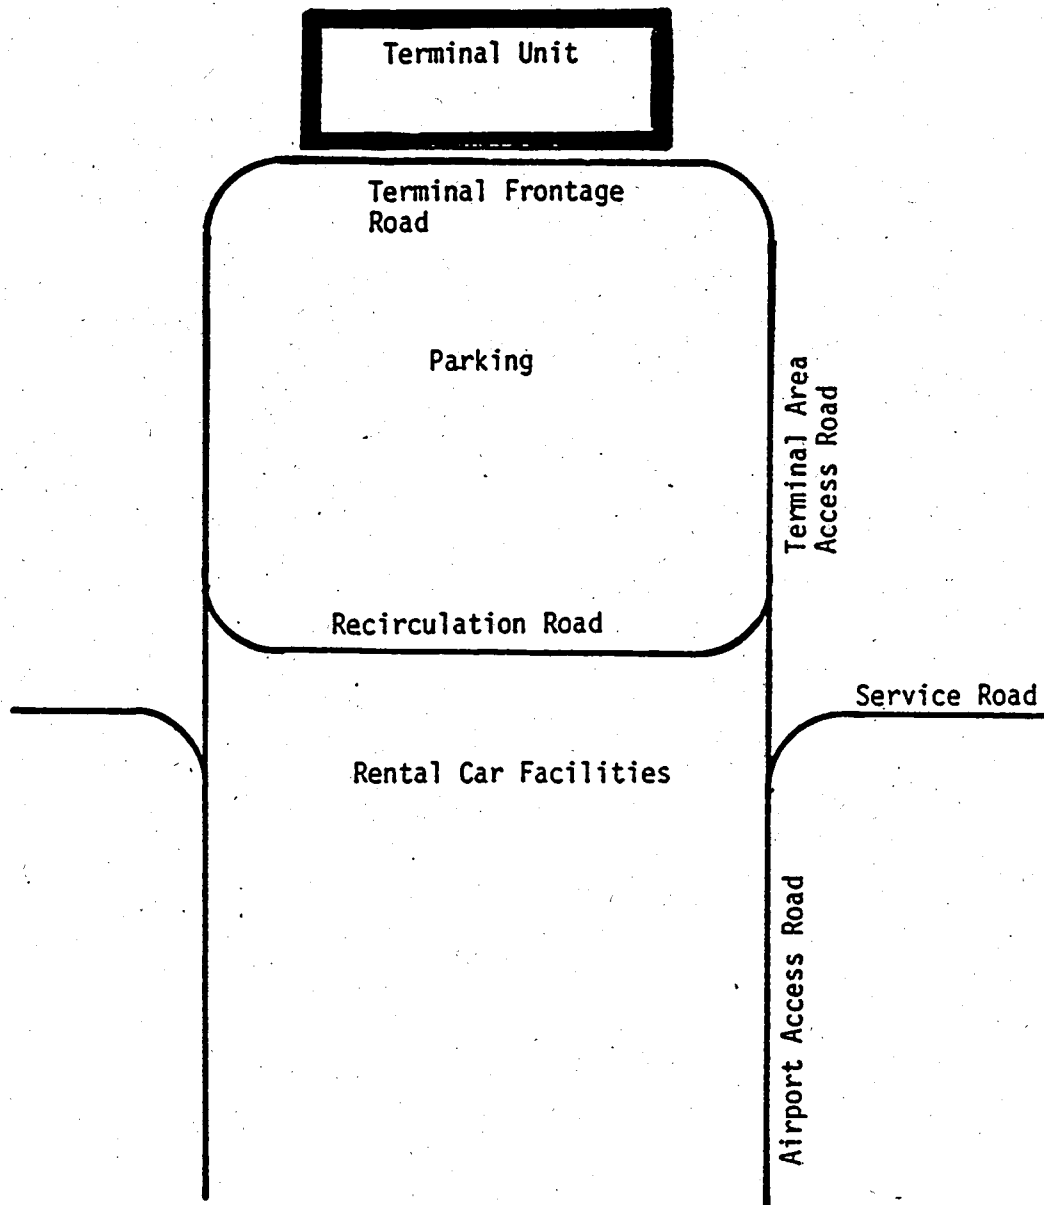 Terminal Unit
Terminal Frontage
Road
Parking
Terminal Area
Access Road
Recirculation Road
Service Road
Rental Car Facilities
Airport Access Road